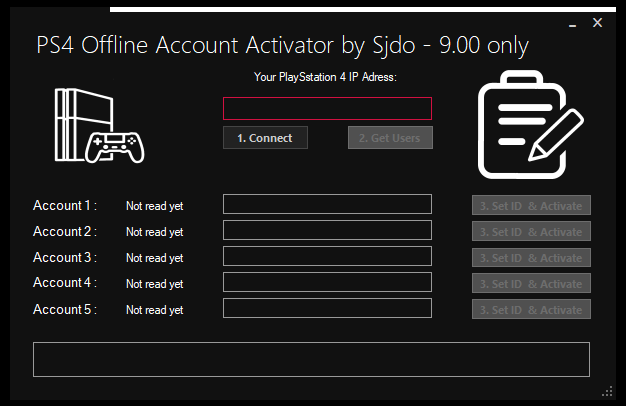 PS4 Offline Account Activator by Sjdo - 9.00 only
Your PlaySstation 4 IP Adress:
1. Connect 2. Get Users
Account 1 : Not read yet 3. Set ID & Activate
Account 2 : Not read yet 3. Set ID & Activate
Account 3 : Not read yet 3. Set ID & Activate
Account 4 : Not read yet 3. Set ID & Activate
Account 5 : Not read yet 3. Set ID & Activate